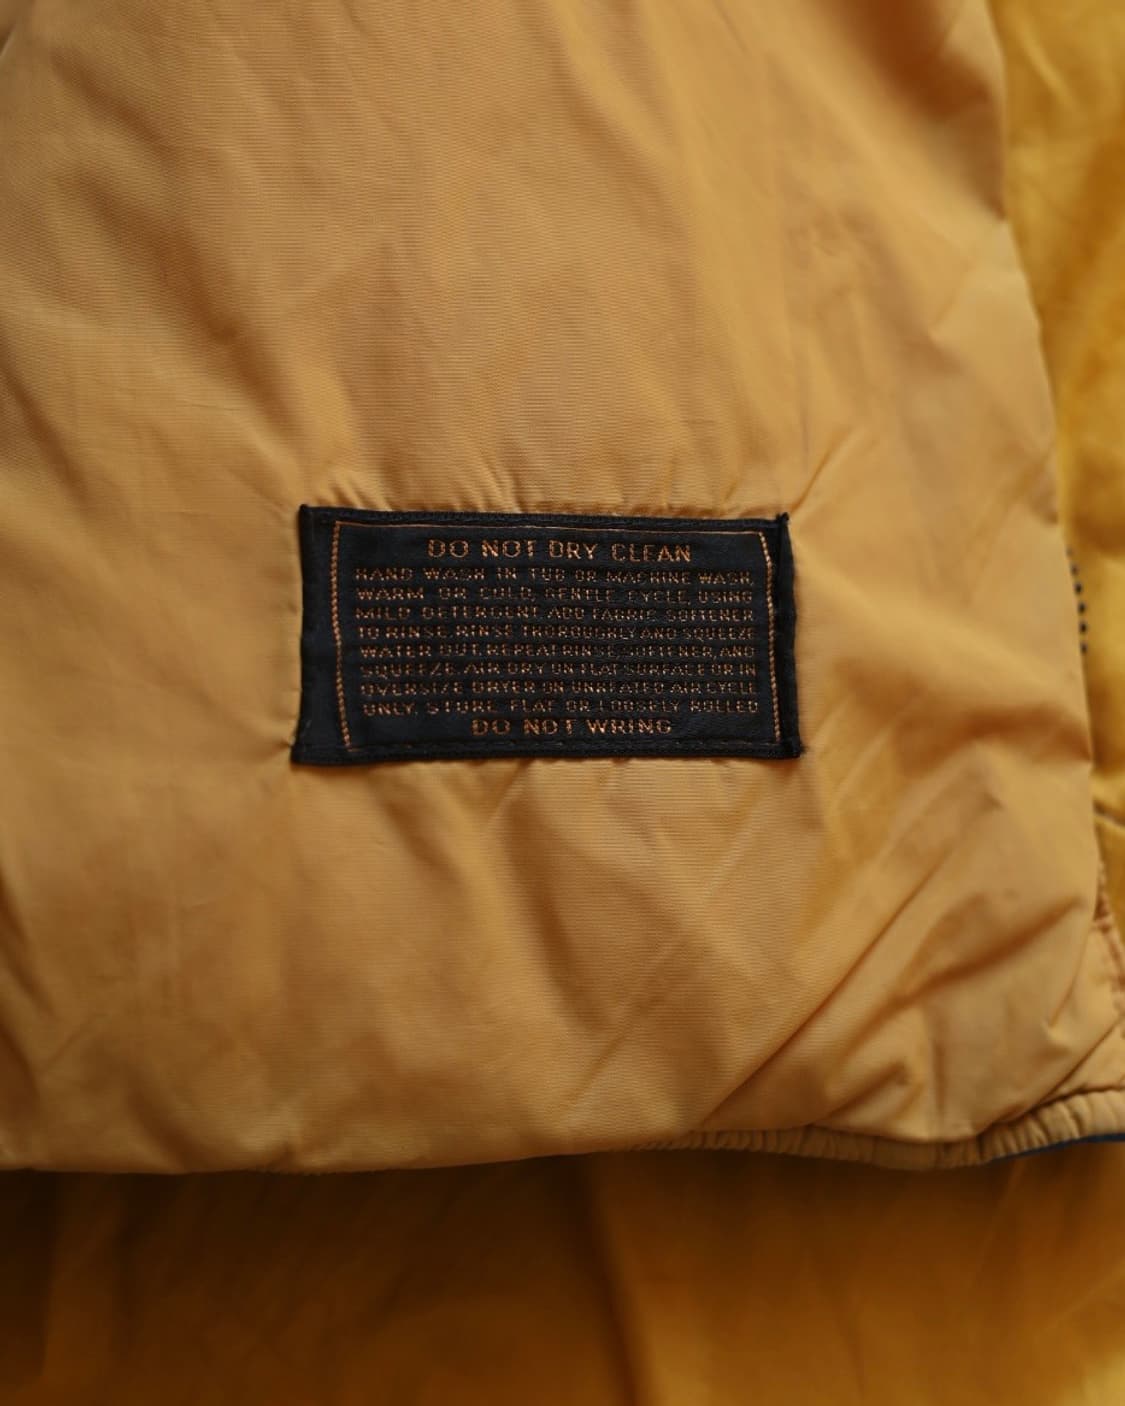 DO NOT DRY CLEAN
HAND WASH IN TUB OR MACHINE WASH,
WARM OR COLD, GENTLE CYCLE, USING
MILD DETERGENT. ADD FABRIC SOFTENER
TO RINSE. RINSE THOROUGHLY AND SQUEEZE
WATER OUT. REPEAT RINSE, SOFTENER AND
SQUEEZE. AIR DRY ON FLAT SURFACE OR IN
OVERSIZE DRYER ON UNHEATED AIR CYCLE
ONLY. STORE FLAT OR LOOSELY ROLLED
DO NOT WRING